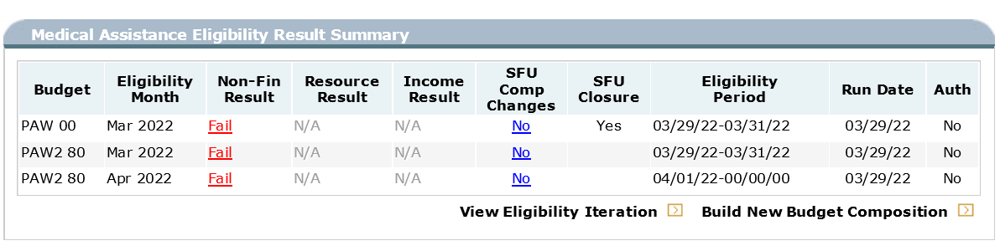 Medical Assistance Eligibility Result Summary
Budget Eligibility Month Non-Fin Result Resource Result Income Result SFU Comp Changes SFU Closure Eligibility Period Run Date Auth
PAW 00 Mar 2022 Fail N/A N/A No Yes 03/29/22-03/31/22 03/29/22 No
PAW2 80 Mar 2022 Fail N/A N/A No 03/29/22-03/31/22 03/29/22 No
PAW2 80 Apr 2022 Fail N/A N/A No 04/01/22-00/00/00 03/29/22 No
View Eligibility Iteration Build New Budget Composition